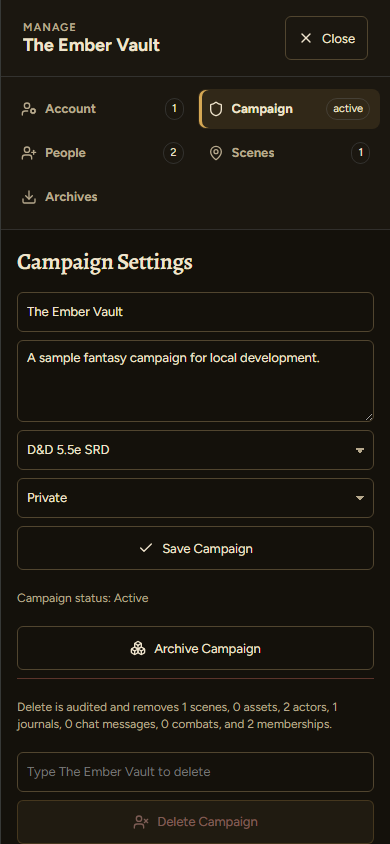 MANAGE
The Ember Vault
Close
Account 1
Campaign active
People 2
Scenes 1
Archives
Campaign Settings
The Ember Vault
A sample fantasy campaign for local development.
D&D 5.5e SRD
Private
Save Campaign
Campaign status: Active
Archive Campaign
Delete is audited and removes 1 scenes, 0 assets, 2 actors, 1
journals, 0 chat messages, 0 combats, and 2 memberships.
Type The Ember Vault to delete
Delete Campaign